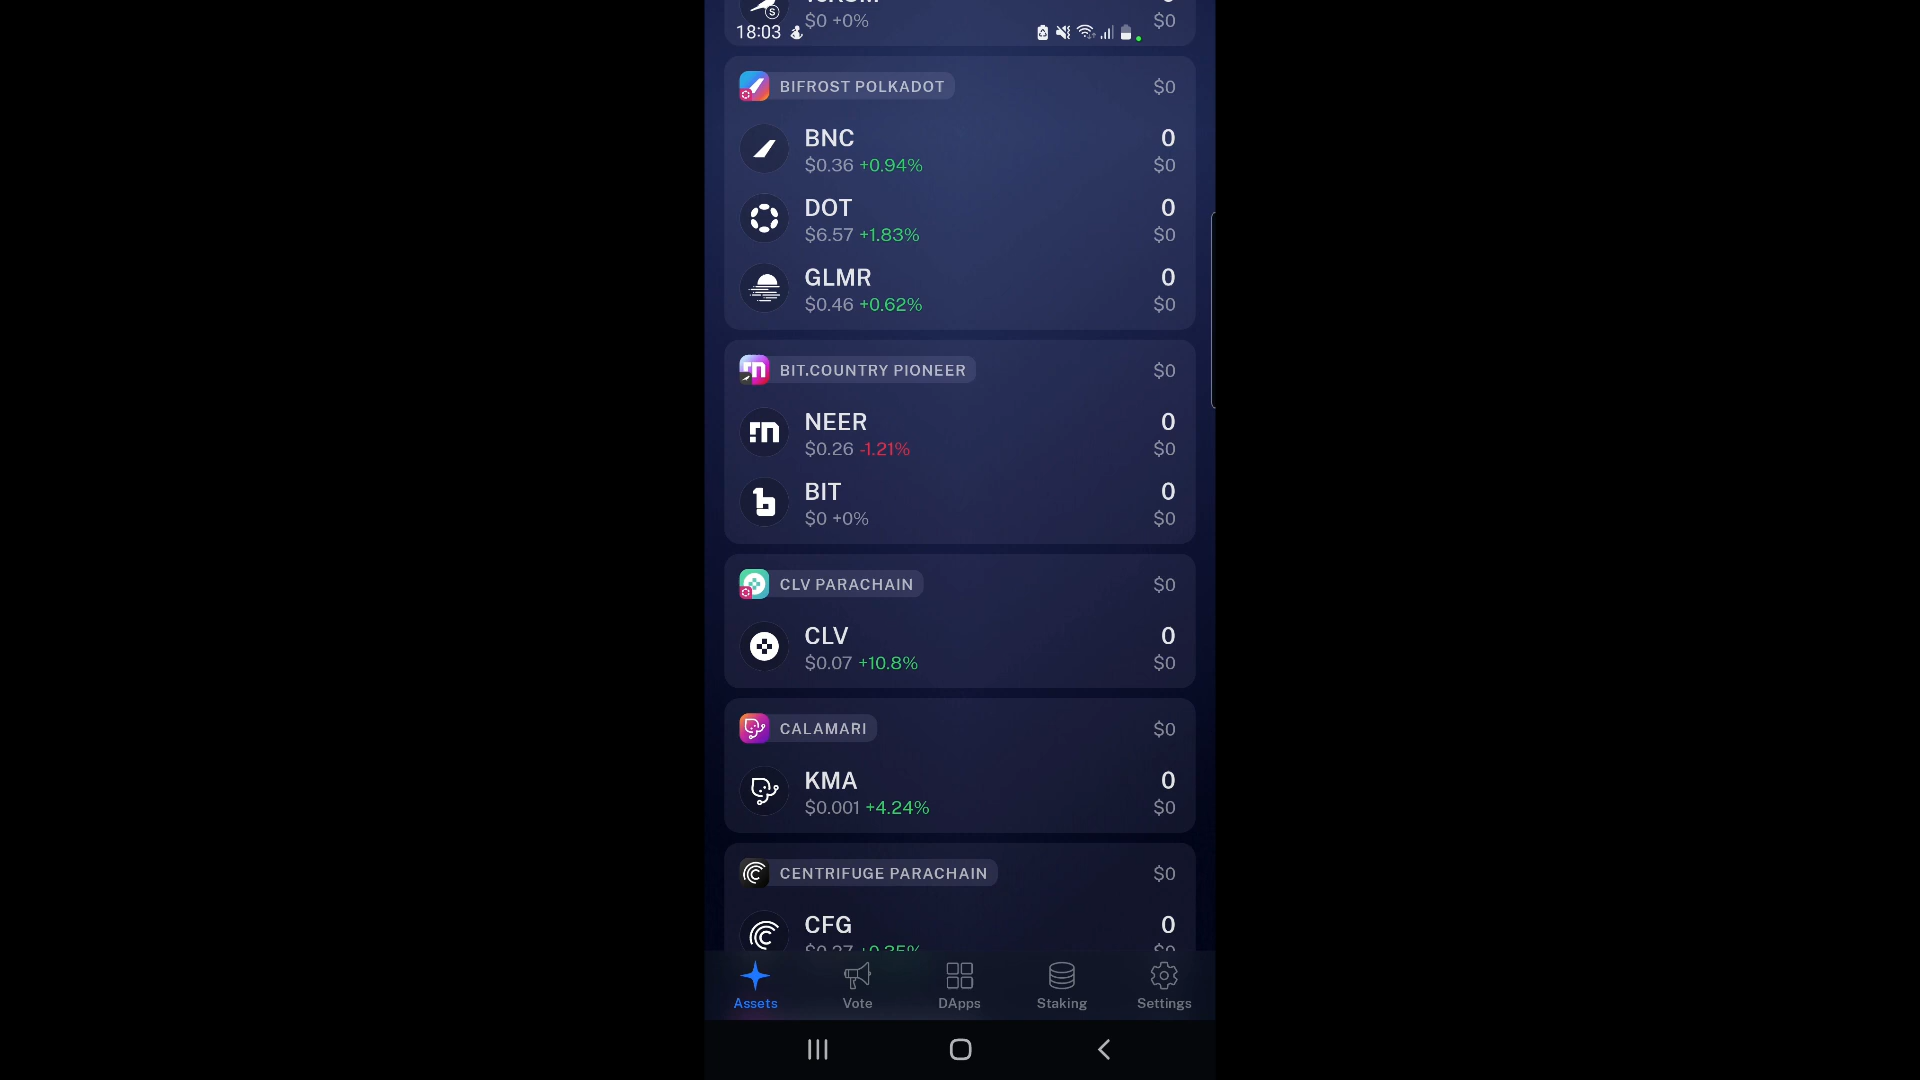 $0 +0%
$0
18:03
BIFROST POLKADOT
$0
BNC
0
$0.36 +0.94%
$0
DOT
0
$6.57 +1.83%
$0
GLMR
0
$0.46 +0.62%
$0
BIT.COUNTRY PIONEER
$0
NEER
0
$0.26 -1.21%
$0
BIT
0
$0 +0%
$0
CLV PARACHAIN
$0
CLV
0
$0.07 +10.8%
$0
CALAMARI
$0
KMA
0
$0.001 +4.24%
$0
CENTRIFUGE PARACHAIN
$0
CFG
0
Assets
Vote
DApps
Staking
Settings